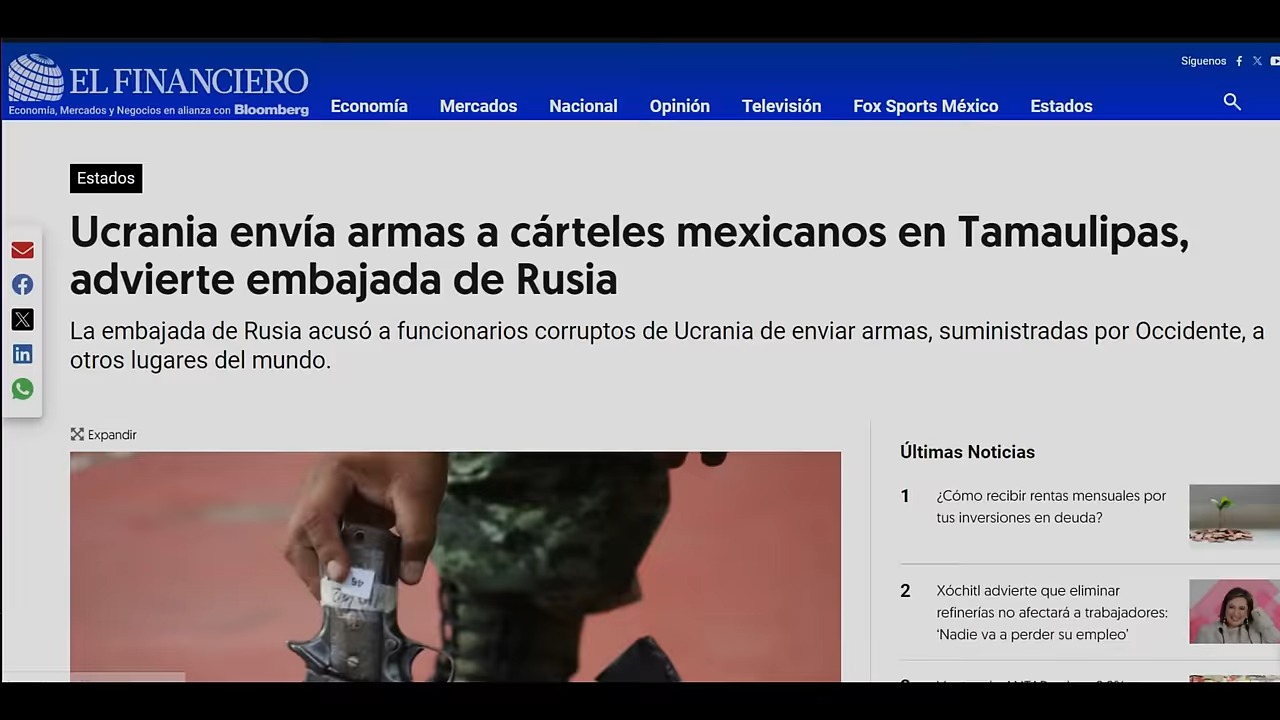 EL FINANCIERO
Economía, Mercados y Negocios en alianza con Bloomberg
Síguenos
Economía Mercados Nacional Opinión Televisión Fox Sports México Estados
Estados
Ucrania envía armas a cárteles mexicanos en Tamaulipas,
advierte embajada de Rusia
La embajada de Rusia acusó a funcionarios corruptos de Ucrania de enviar armas, suministradas por Occidente, a
otros lugares del mundo.
Expandir
Últimas Noticias
1 ¿Cómo recibir rentas mensuales por
tus inversiones en deuda?
2 Xóchitl advierte que eliminar
refinerías no afectará a trabajadores:
‘Nadie va a perder su empleo’